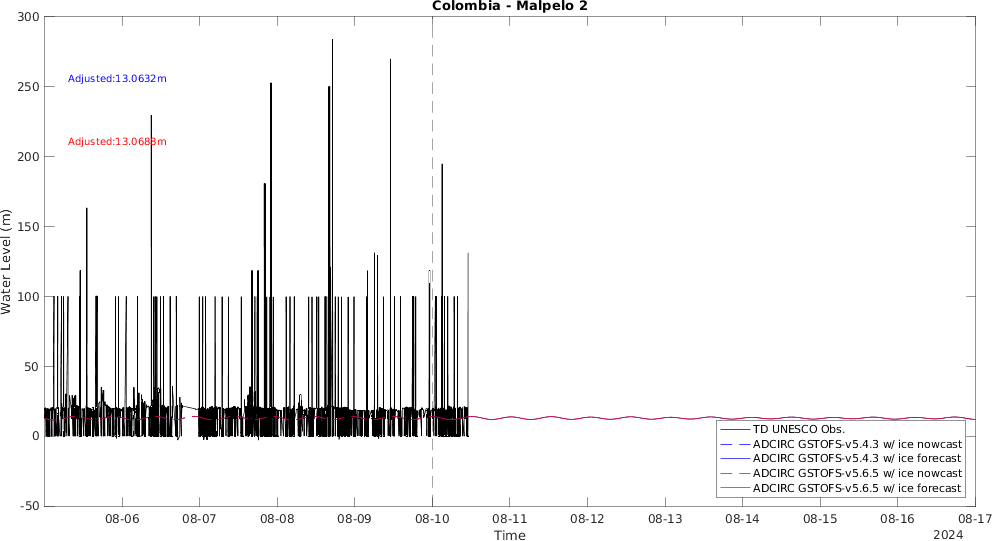 Colombia - Malpelo 2
300
250
200
150
100
50
0
-50
Water Level (m)
Adjusted:13.0632m
Adjusted:13.0683m
TD UNESCO Obs.
ADCIRC GSTOFS-v5.4.3 w/ ice nowcast
ADCIRC GSTOFS-v5.4.3 w/ ice forecast
ADCIRC GSTOFS-v5.6.5 w/ ice nowcast
ADCIRC GSTOFS-v5.6.5 w/ ice forecast
08-06 08-07 08-08 08-09 08-10 08-11 08-12 08-13 08-14 08-15 08-16 08-17
Time
2024